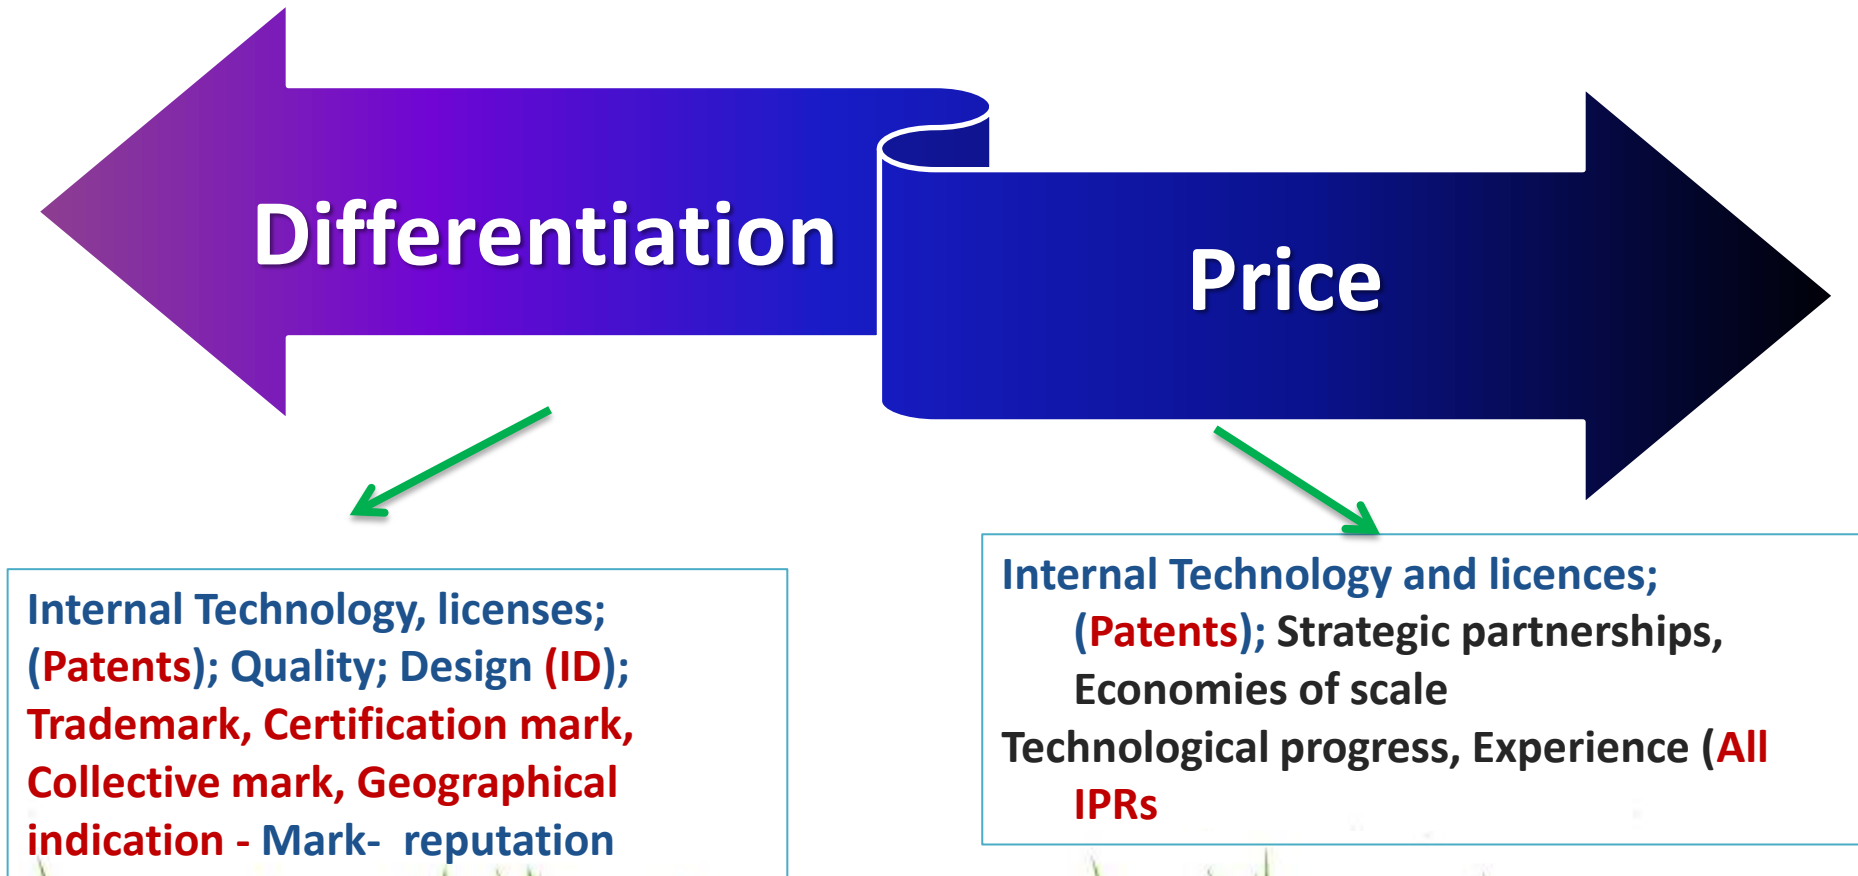 Differentiation
Price
Internal Technology, licenses;
(Patents); Quality; Design (ID);
Trademark, Certification mark,
Collective mark, Geographical
indication - Mark- reputation
Internal Technology and licences;
(Patents); Strategic partnerships,
Economies of scale
Technological progress, Experience (All
IPRs